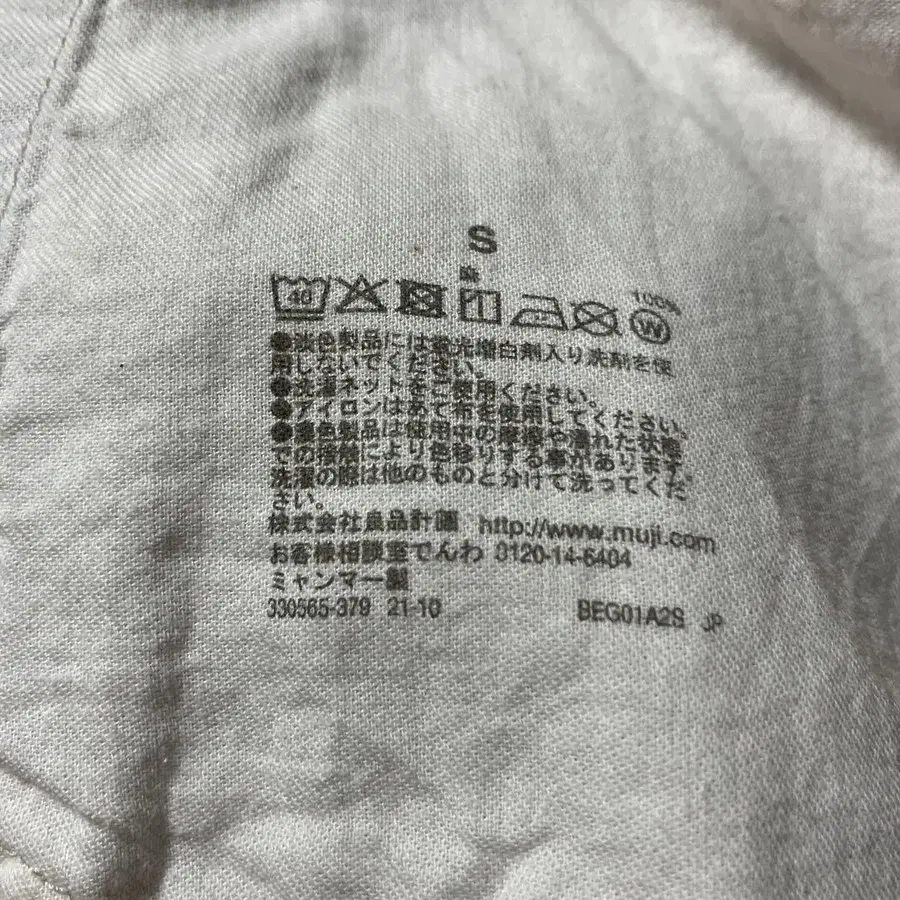 S
100%
40
W
●淡色製品には蛍光増白剤入り洗剤を使
用しないでください。
●洗濯ネットをご使用ください。
●アイロンはあて布を使用してください。
●濃色製品は使用中の摩擦や濡れた状態
での接触により色移りする事があります。
洗濯の際は他のものと分けて洗ってくだ
さい。
株式会社良品計画 http://www.muji.com
お客様相談室でんわ 0120-14-6404
ミャンマー製
330565-379 21-10 BEG01A2S JP